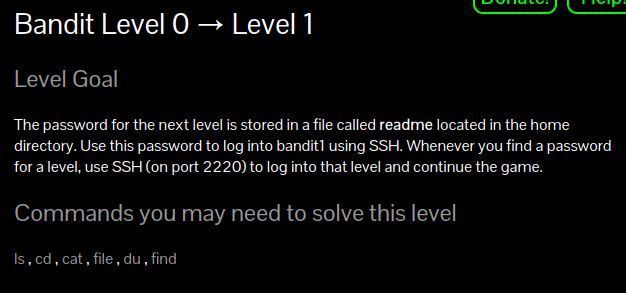 Donate!
Help!
Bandit Level 0 → Level 1
Level Goal
The password for the next level is stored in a file called readme located in the home
directory. Use this password to log into bandit1 using SSH. Whenever you find a password
for a level, use SSH (on port 2220) to log into that level and continue the game.
Commands you may need to solve this level
ls , cd , cat , file , du , find